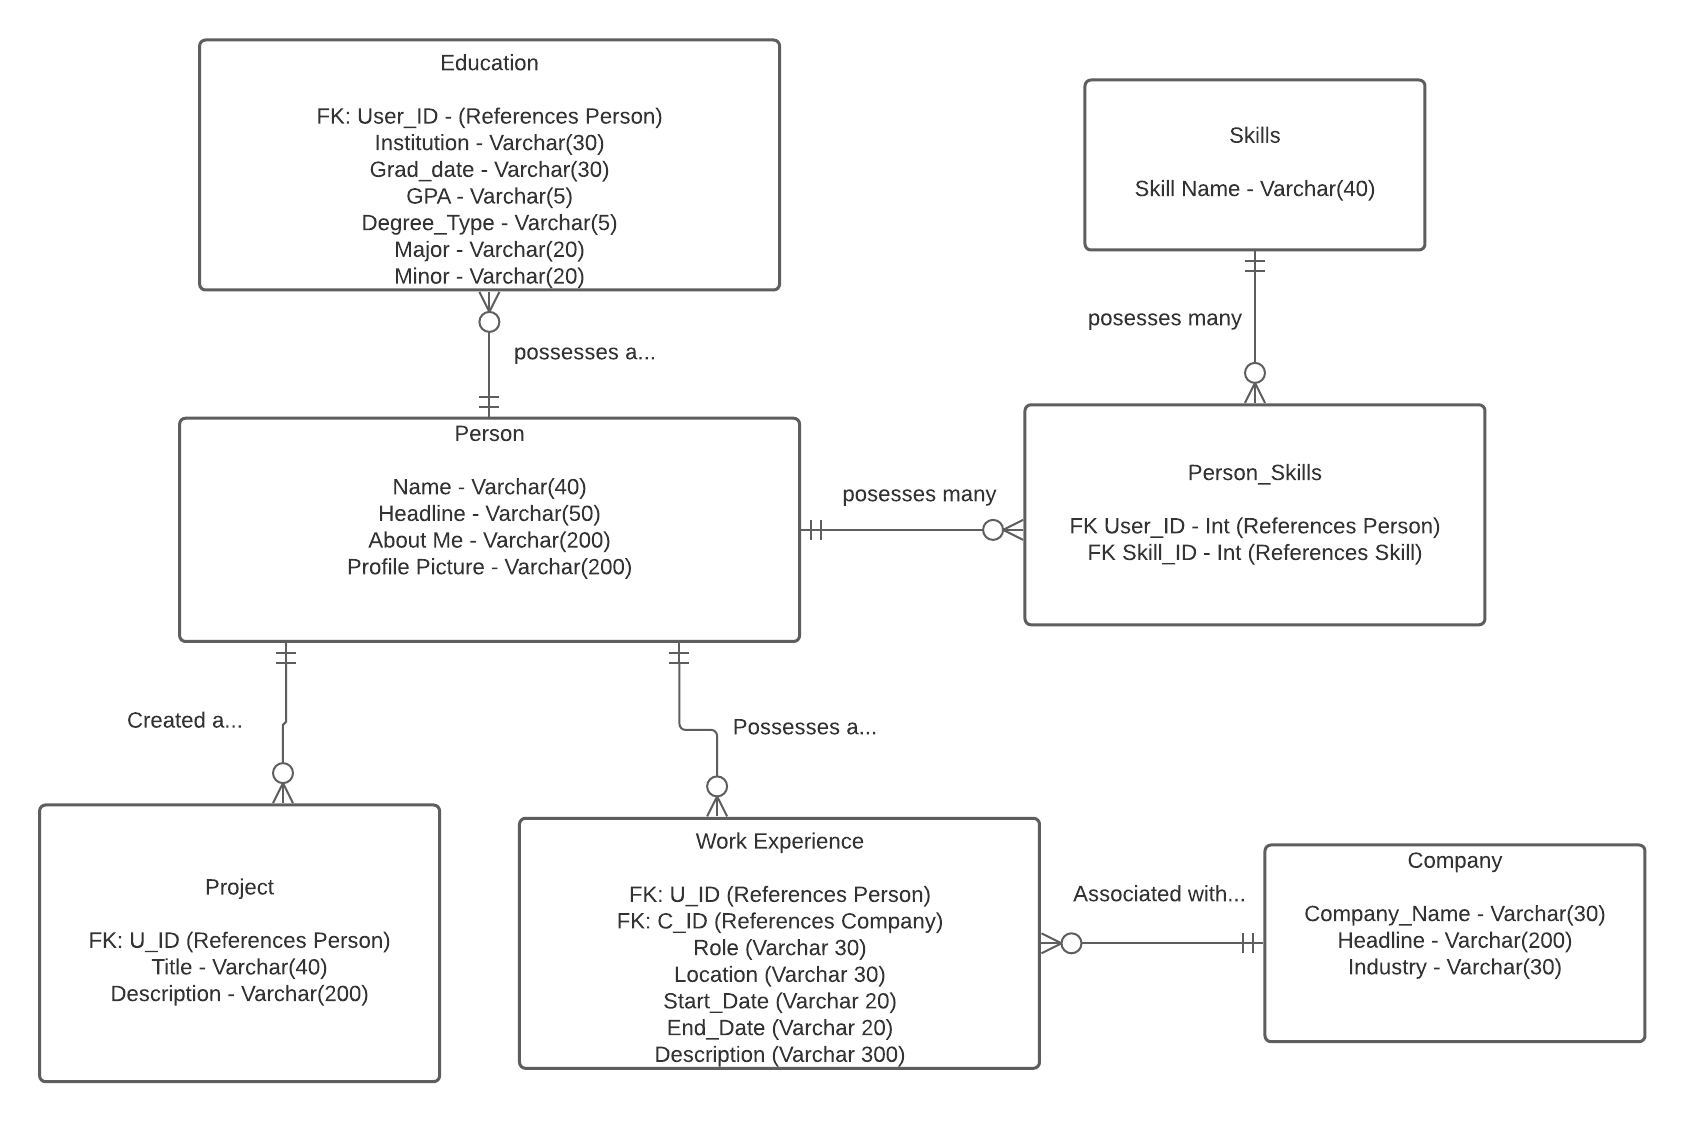 Education
FK: User_ID - (References Person)
Institution - Varchar(30)
Grad_date - Varchar(30)
GPA - Varchar(5)
Degree_Type - Varchar(5)
Major - Varchar(20)
Minor - Varchar(20)
Skills
Skill Name - Varchar(40)
possesses a...
posesses many
Person
Name - Varchar(40)
Headline - Varchar(50)
About Me - Varchar(200)
Profile Picture - Varchar(200)
posesses many
Person_Skills
FK User_ID - Int (References Person)
FK Skill_ID - Int (References Skill)
Created a...
Possesses a...
Project
FK: U_ID (References Person)
Title - Varchar(40)
Description - Varchar(200)
Work Experience
FK: U_ID (References Person)
FK: C_ID (References Company)
Role (Varchar 30)
Location (Varchar 30)
Start_Date (Varchar 20)
End_Date (Varchar 20)
Description (Varchar 300)
Associated with...
Company
Company_Name - Varchar(30)
Headline - Varchar(200)
Industry - Varchar(30)